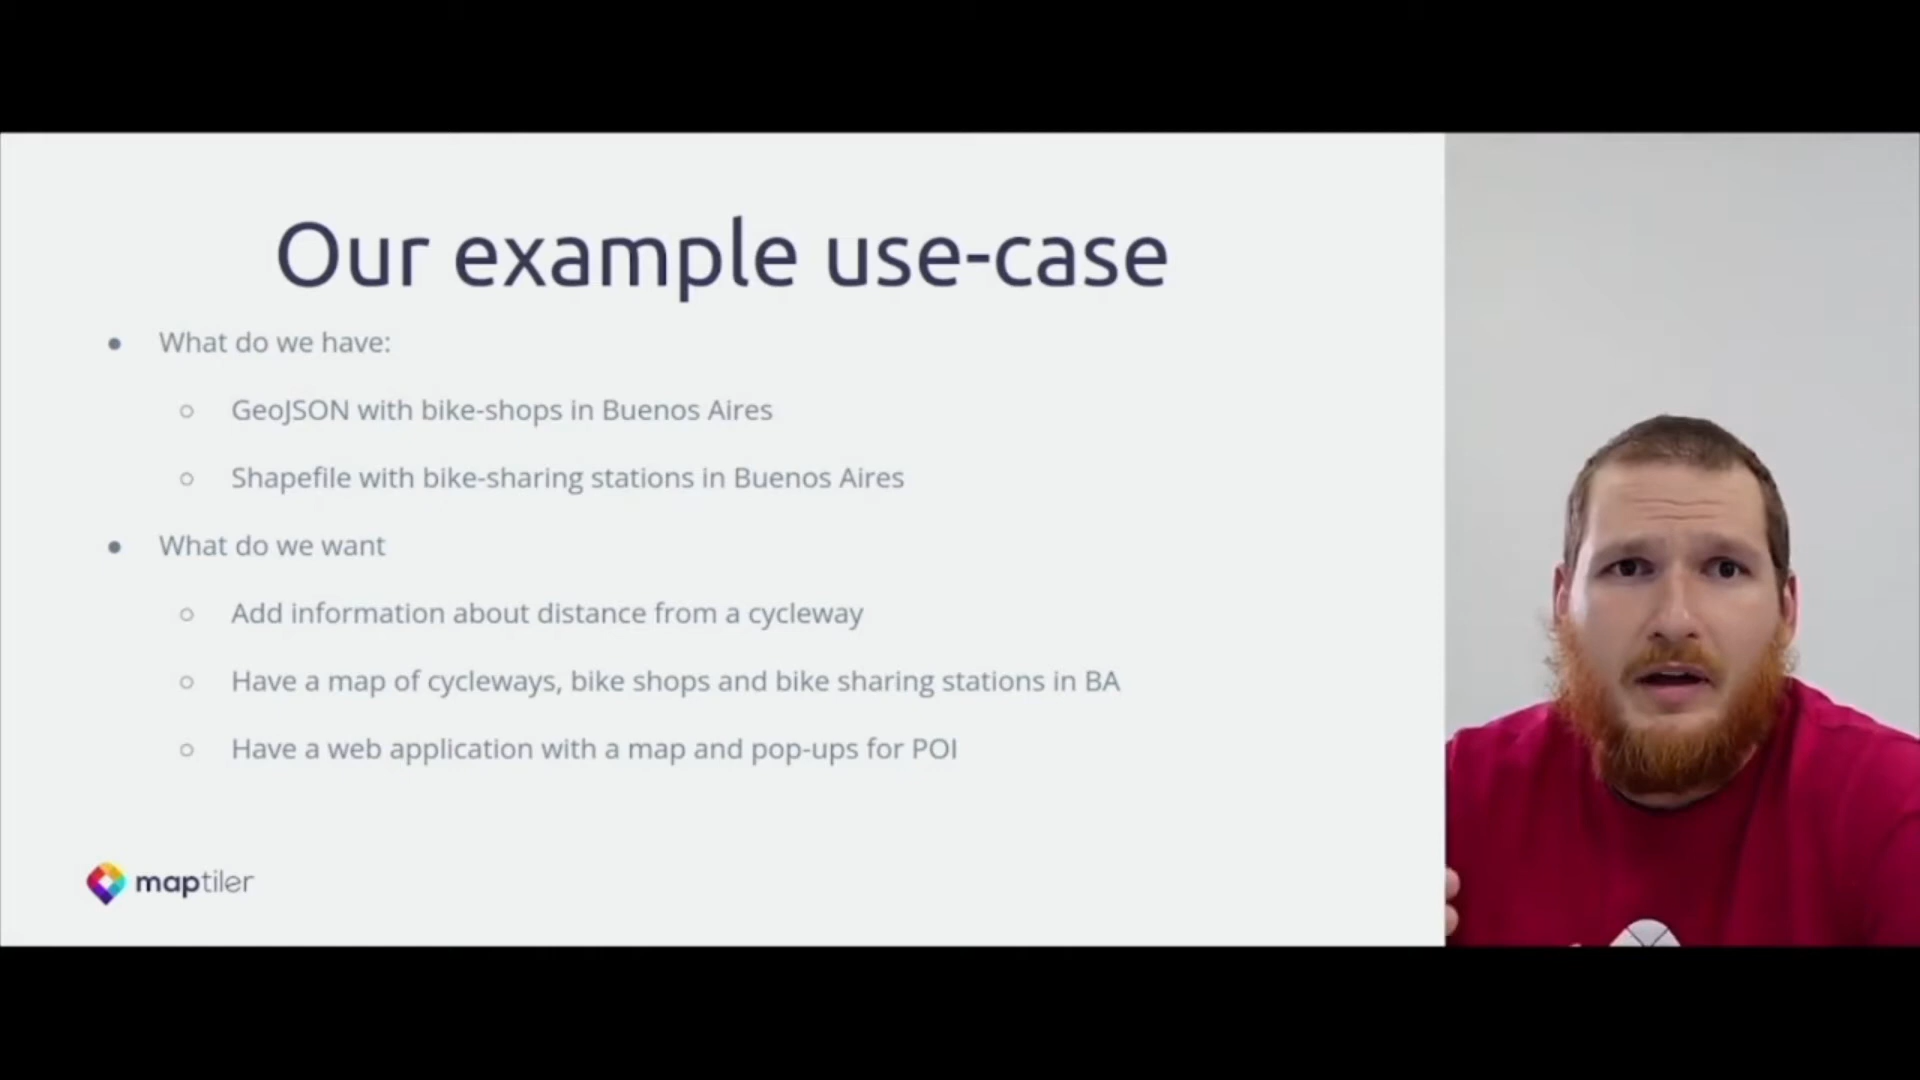 Our example use-case
What do we have:
GeoJSON with bike-shops in Buenos Aires
Shapefile with bike-sharing stations in Buenos Aires
What do we want
Add information about distance from a cycleway
Have a map of cycleways, bike shops and bike sharing stations in BA
Have a web application with a map and pop-ups for POI
maptiler